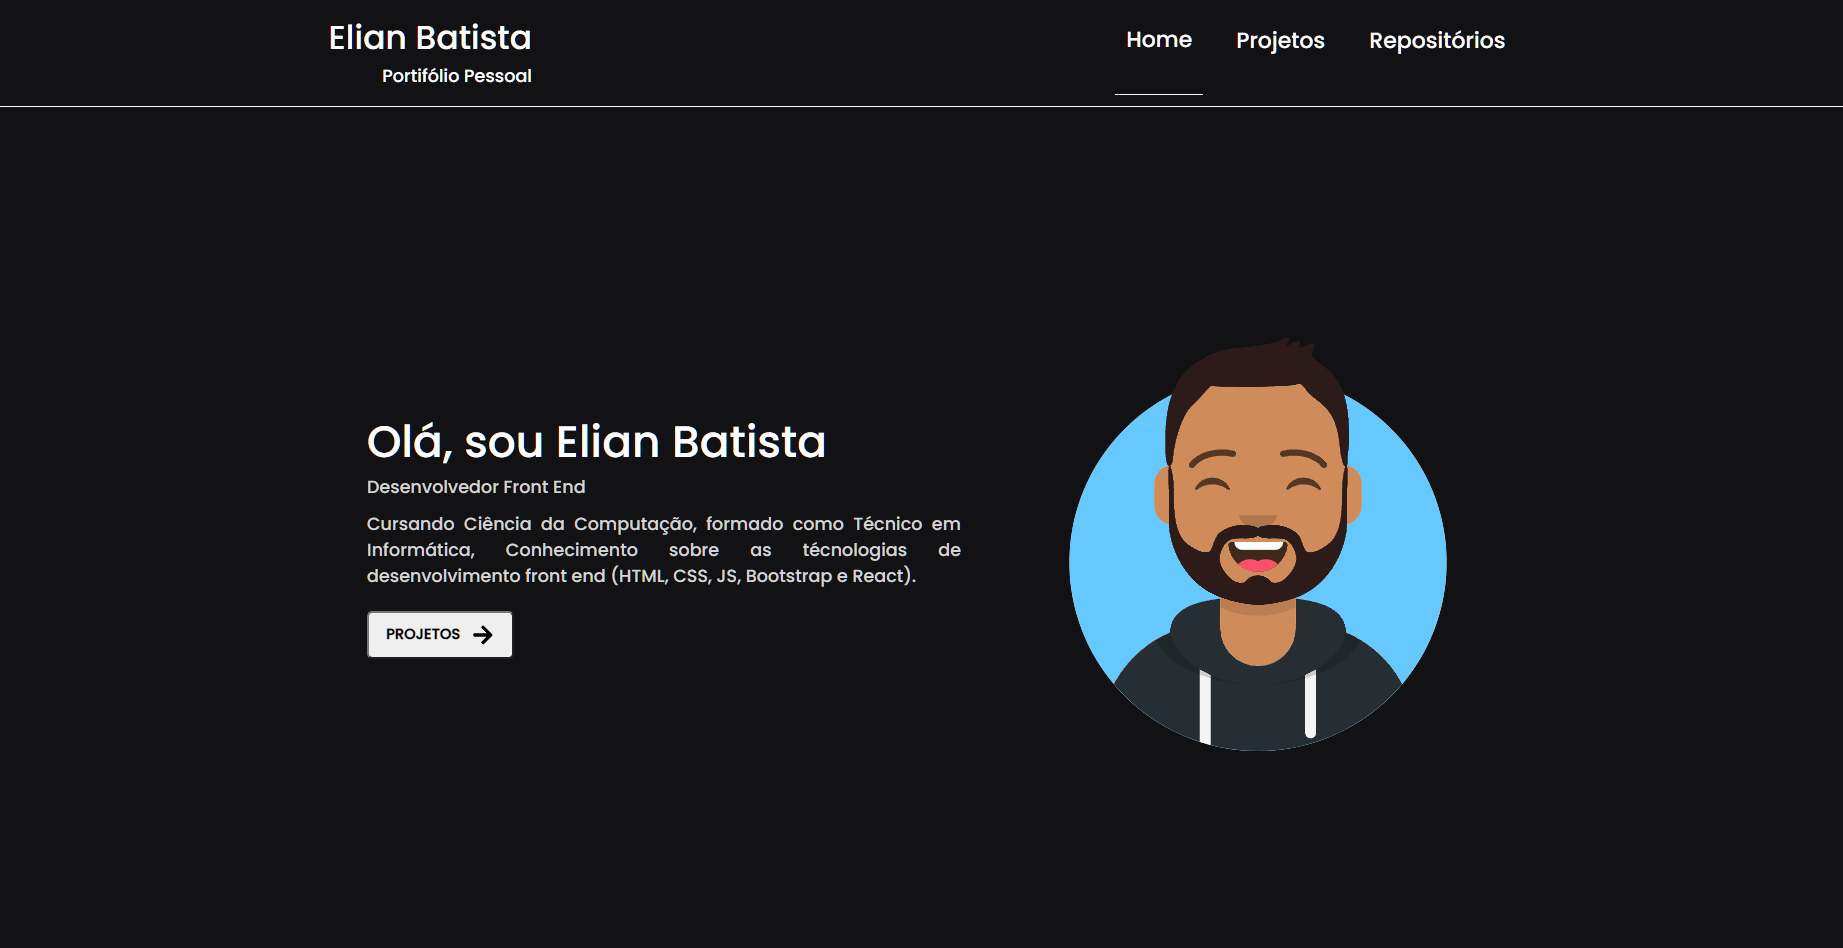 Elian Batista
Portifólio Pessoal
Home Projetos Repositórios
Olá, sou Elian Batista
Desenvolvedor Front End
Cursando Ciência da Computação, formado como Técnico em
Informática, Conhecimento sobre as técnologias de
desenvolvimento front end (HTML, CSS, JS, Bootstrap e React).
PROJETOS